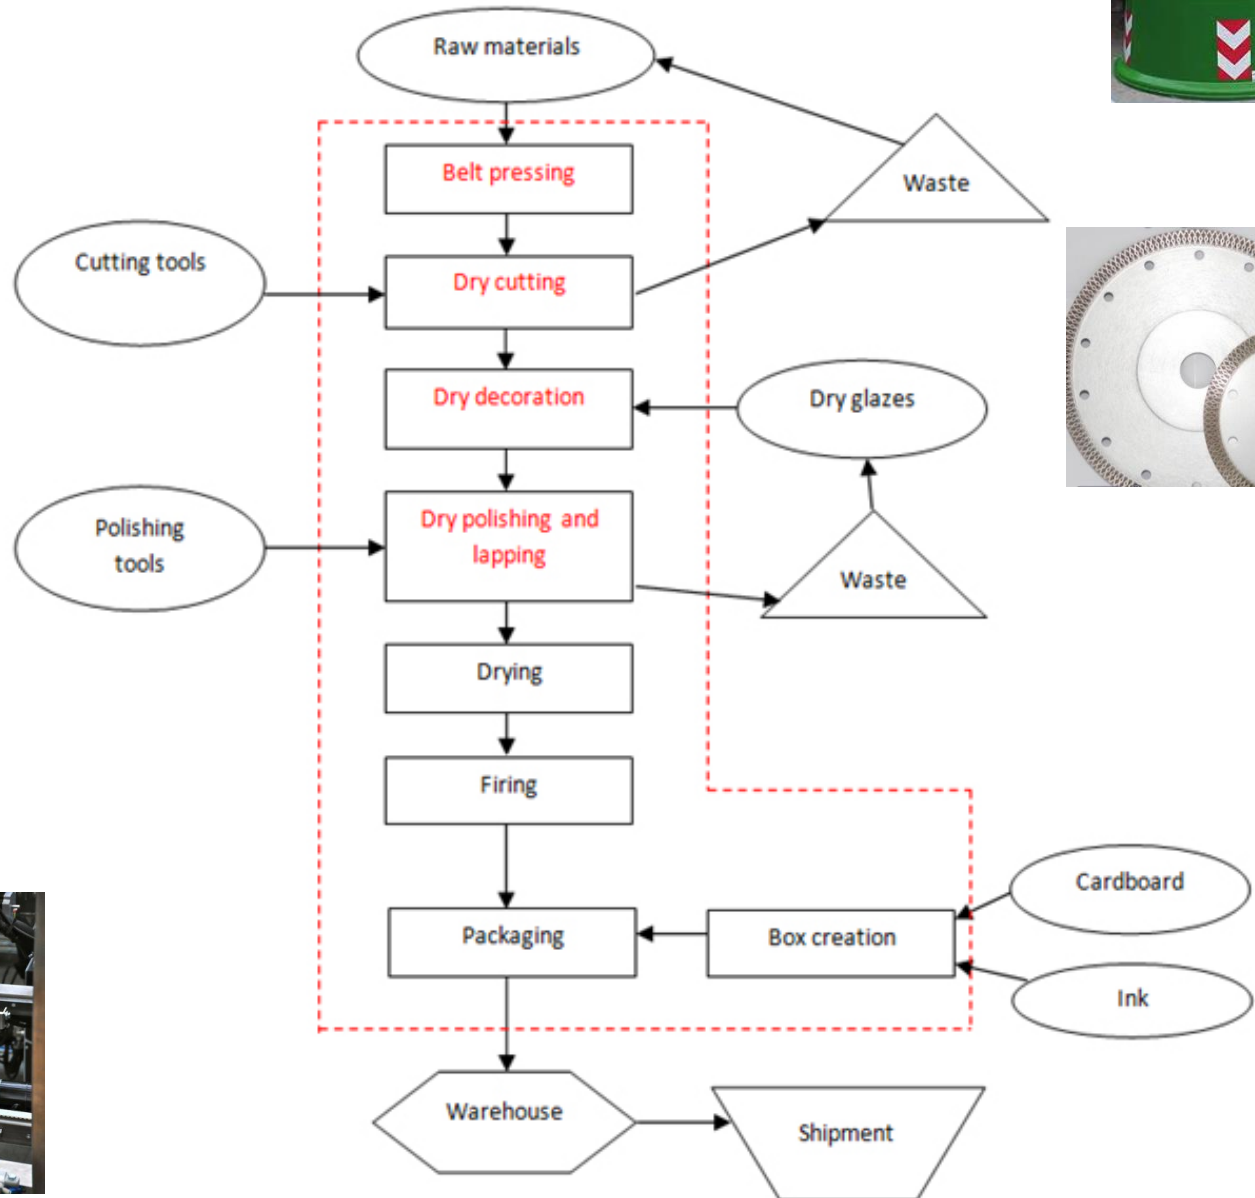 Raw materials
Belt pressing
Waste
Cutting tools
Dry cutting
Dry decoration
Dry glazes
Polishing
tools
Dry polishing and
lapping
Waste
Drying
Firing
Cardboard
Packaging
Box creation
Ink
Warehouse
Shipment